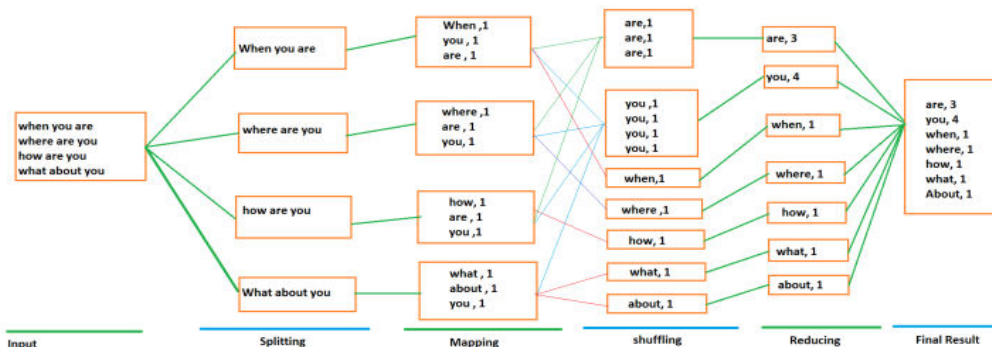 when you are
where are you
how are you
what about you
When you are
where are you
how are you
What about you
When ,1
you , 1
are , 1
where ,1
are , 1
you, 1
how, 1
are , 1
you ,1
what , 1
about , 1
you , 1
are,1
are,1
are,1
you ,1
you, 1
you, 1
you, 1
when,1
where ,1
how, 1
what, 1
about, 1
are, 3
you, 4
when, 1
where, 1
how, 1
what, 1
about, 1
are, 3
you, 4
when, 1
where, 1
how, 1
what, 1
About, 1
Input
Splitting
Mapping
shuffling
Reducing
Final Result